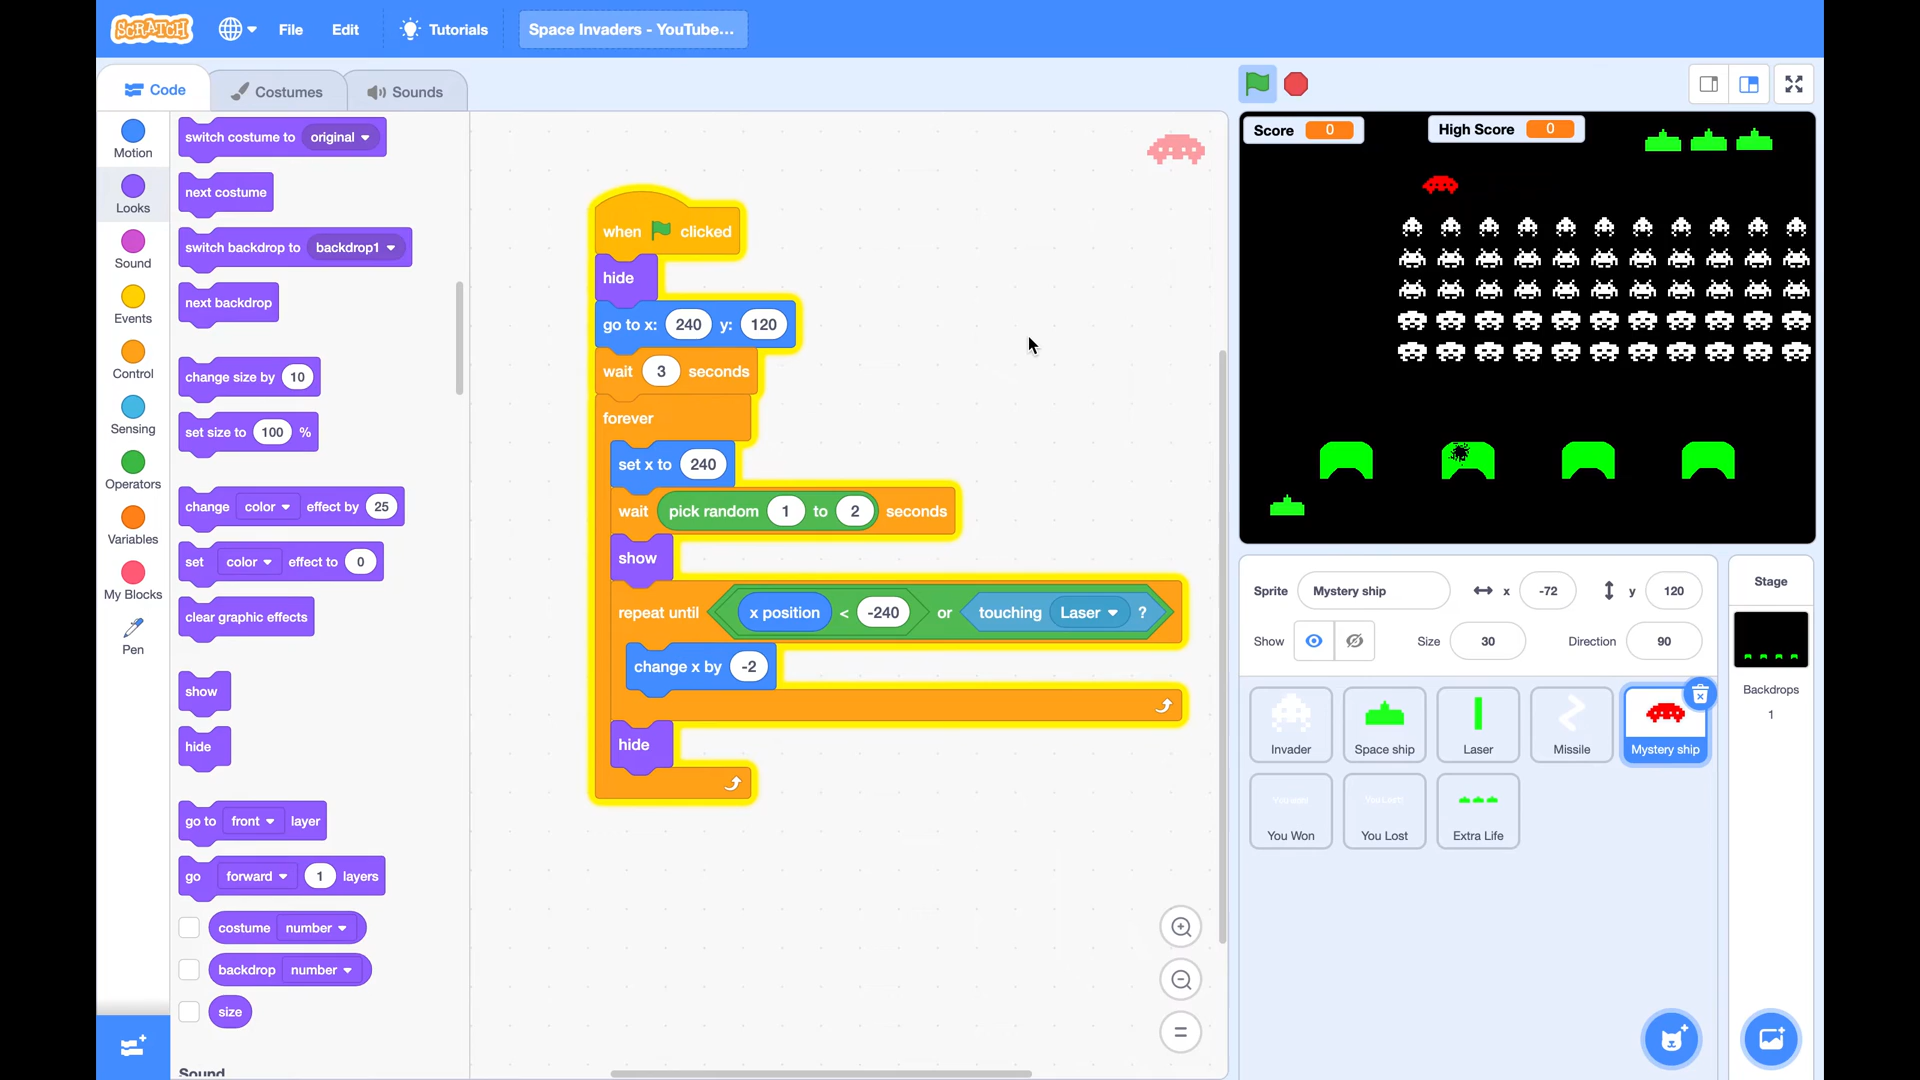 SCRATCH File Edit Tutorials Space Invaders - YouTube...
Code Costumes Sounds
Motion
Looks
Sound
Events
Control
Sensing
Operators
Variables
My Blocks
Pen
switch costume to original
next costume
switch backdrop to backdrop1
next backdrop
change size by 10
set size to 100 %
change color effect by 25
set color effect to 0
clear graphic effects
show
hide
go to front layer
go forward 1 layers
costume number
backdrop number
size
Sound
when clicked
hide
go to x: 240 y: 120
wait 3 seconds
forever
set x to 240
wait pick random 1 to 2 seconds
show
repeat until x position < -240 or touching Laser ?
change x by -2
hide
Score 0 High Score 0
Sprite Mystery ship x -72 y 120
Show Size 30 Direction 90
Invader Space ship Laser Missile Mystery ship
You Won You Lost Extra Life
Stage
Backdrops
1